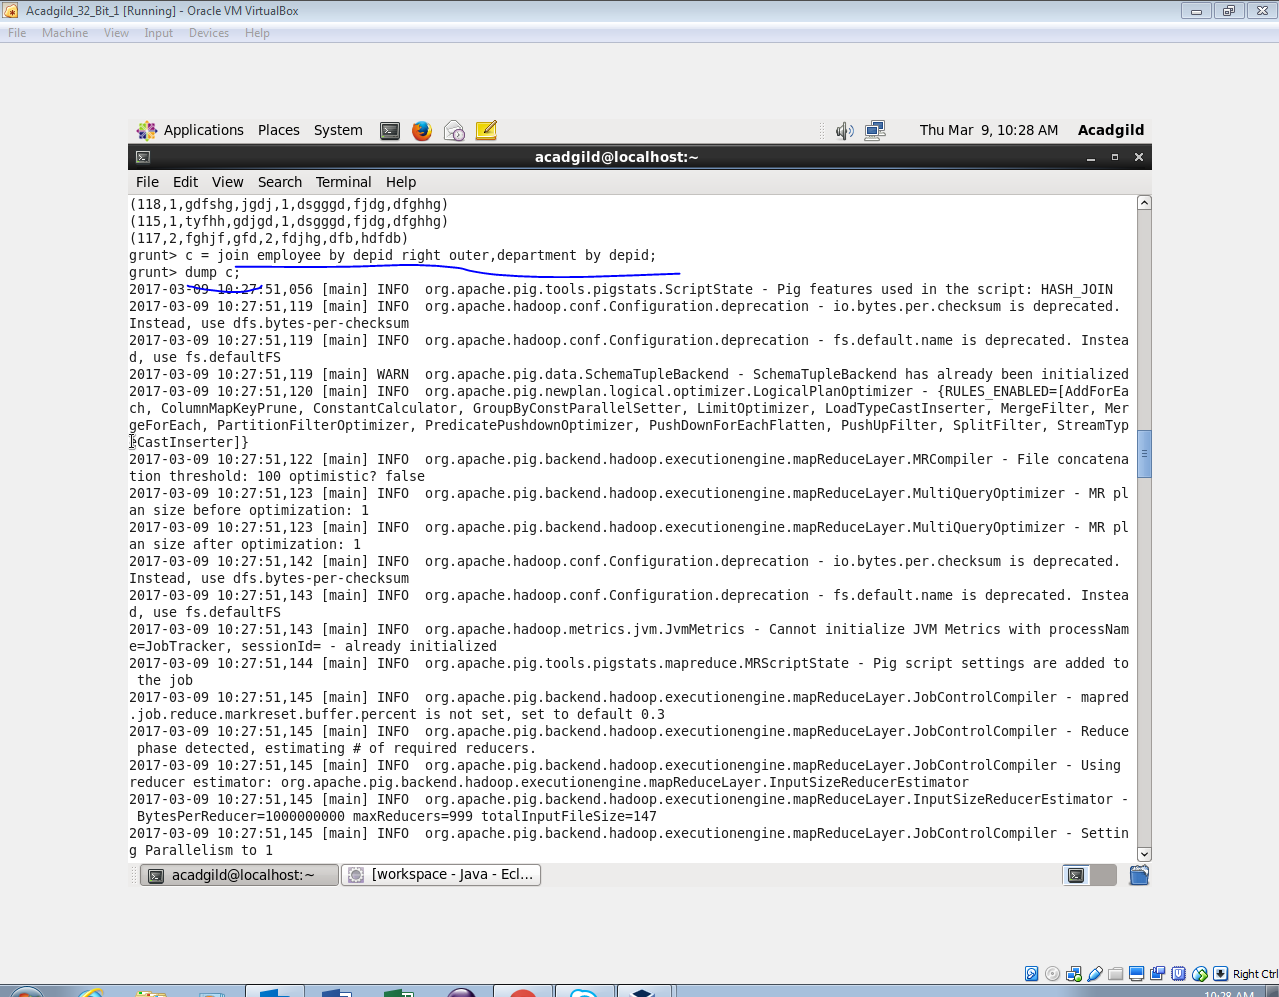 Acadgild_32_Bit_1 [Running] - Oracle VM VirtualBox
File Machine View Input Devices Help
Applications Places System Thu Mar 9, 10:28 AM Acadgild
acadgild@localhost:~
File Edit View Search Terminal Help
(118,1,gdfshg,jgdj,1,dsgggd,fjdg,dfghhg)
(115,1,tyfhh,gdjgd,1,dsgggd,fjdg,dfghhg)
(117,2,fghjf,gfd,2,fdjhg,dfb,hdfdb)
grunt> c = join employee by depid right outer,department by depid;
grunt> dump c;
2017-03-09 10:27:51,056 [main] INFO  org.apache.pig.tools.pigstats.ScriptState - Pig features used in the script: HASH_JOIN
2017-03-09 10:27:51,119 [main] INFO  org.apache.hadoop.conf.Configuration.deprecation - io.bytes.per.checksum is deprecated.
Instead, use dfs.bytes-per-checksum
2017-03-09 10:27:51,119 [main] INFO  org.apache.hadoop.conf.Configuration.deprecation - fs.default.name is deprecated. Instea
d, use fs.defaultFS
2017-03-09 10:27:51,119 [main] WARN  org.apache.pig.data.SchemaTupleBackend - SchemaTupleBackend has already been initialized
2017-03-09 10:27:51,120 [main] INFO  org.apache.pig.newplan.logical.optimizer.LogicalPlanOptimizer - {RULES_ENABLED=[AddForEa
ch, ColumnMapKeyPrune, ConstantCalculator, GroupByConstParallelSetter, LimitOptimizer, LoadTypeCastInserter, MergeFilter, Mer
geForEach, PartitionFilterOptimizer, PredicatePushdownOptimizer, PushDownForEachFlatten, PushUpFilter, SplitFilter, StreamTyp
eCastInserter]}
2017-03-09 10:27:51,122 [main] INFO  org.apache.pig.backend.hadoop.executionengine.mapReduceLayer.MRCompiler - File concatena
tion threshold: 100 optimistic? false
2017-03-09 10:27:51,123 [main] INFO  org.apache.pig.backend.hadoop.executionengine.mapReduceLayer.MultiQueryOptimizer - MR pl
an size before optimization: 1
2017-03-09 10:27:51,123 [main] INFO  org.apache.pig.backend.hadoop.executionengine.mapReduceLayer.MultiQueryOptimizer - MR pl
an size after optimization: 1
2017-03-09 10:27:51,142 [main] INFO  org.apache.hadoop.conf.Configuration.deprecation - io.bytes.per.checksum is deprecated.
Instead, use dfs.bytes-per-checksum
2017-03-09 10:27:51,143 [main] INFO  org.apache.hadoop.conf.Configuration.deprecation - fs.default.name is deprecated. Instea
d, use fs.defaultFS
2017-03-09 10:27:51,143 [main] INFO  org.apache.hadoop.metrics.jvm.JvmMetrics - Cannot initialize JVM Metrics with processNam
e=JobTracker, sessionId= - already initialized
2017-03-09 10:27:51,144 [main] INFO  org.apache.pig.tools.pigstats.mapreduce.MRScriptState - Pig script settings are added to
the job
2017-03-09 10:27:51,145 [main] INFO  org.apache.pig.backend.hadoop.executionengine.mapReduceLayer.JobControlCompiler - mapred
.job.reduce.markreset.buffer.percent is not set, set to default 0.3
2017-03-09 10:27:51,145 [main] INFO  org.apache.pig.backend.hadoop.executionengine.mapReduceLayer.JobControlCompiler - Reduce
phase detected, estimating # of required reducers.
2017-03-09 10:27:51,145 [main] INFO  org.apache.pig.backend.hadoop.executionengine.mapReduceLayer.JobControlCompiler - Using
reducer estimator: org.apache.pig.backend.hadoop.executionengine.mapReduceLayer.InputSizeReducerEstimator
2017-03-09 10:27:51,145 [main] INFO  org.apache.pig.backend.hadoop.executionengine.mapReduceLayer.InputSizeReducerEstimator -
BytesPerReducer=1000000000 maxReducers=999 totalInputFileSize=147
2017-03-09 10:27:51,145 [main] INFO  org.apache.pig.backend.hadoop.executionengine.mapReduceLayer.JobControlCompiler - Settin
g Parallelism to 1
acadgild@localhost:~ [workspace - Java - Ecl...
Right Ctrl
10:28 AM